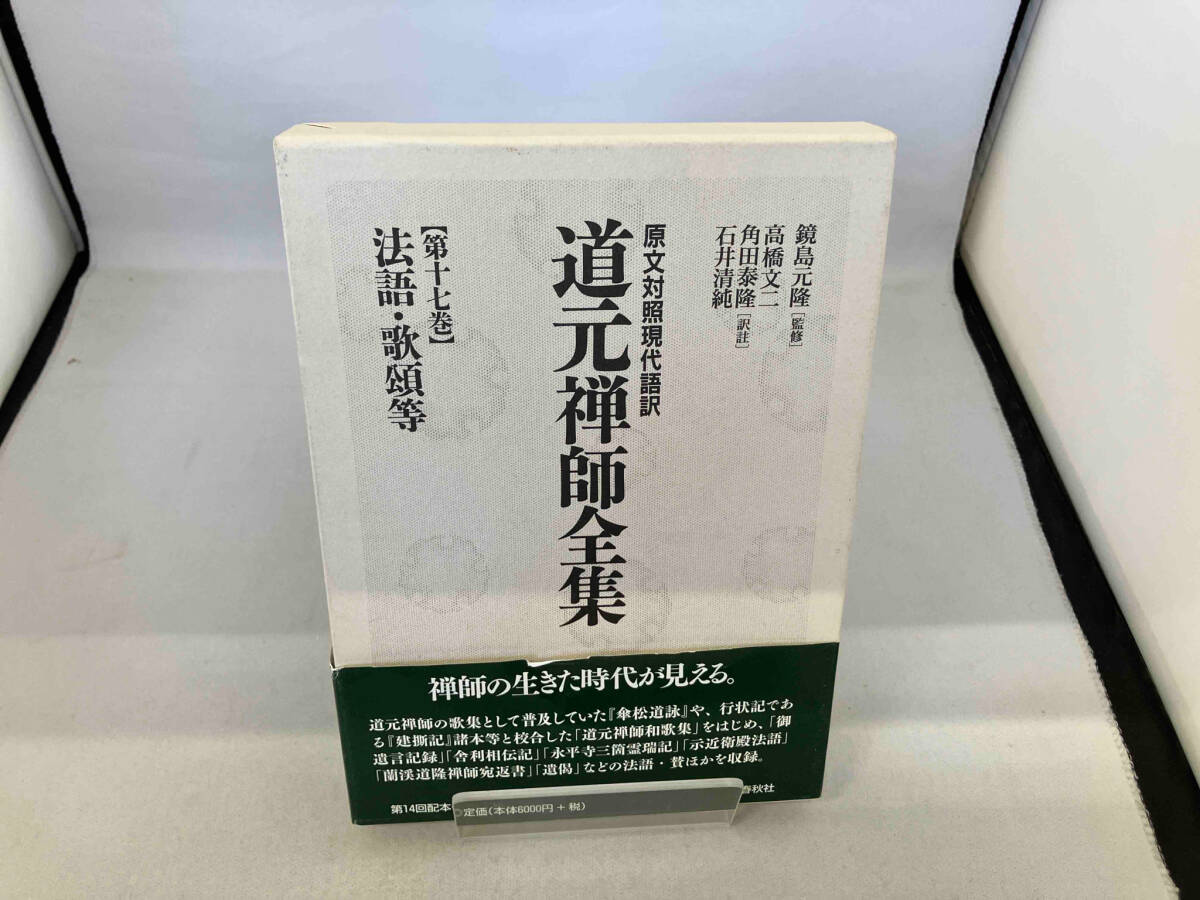 鏡島元隆[監修]
高橋文二
角田泰隆[訳註]
石井清純
原文対照現代語訳
道元禅師全集
【第十七巻】
法語・歌頌等
禅師の生きた時代が見える。
道元禅師の歌集として普及していた『傘松道詠』や、行状記であ
る『建撕記』諸本等と校合した「道元禅師和歌集」をはじめ、「御
遺言記録」「舎利相伝記」「永平寺三箇霊瑞記」「示近衛殿法語」
「蘭渓道隆禅師宛返書」「遺偈」などの法語・賛ほかを収録。
第14回配本 定価(本体6000円+税) 春秋社